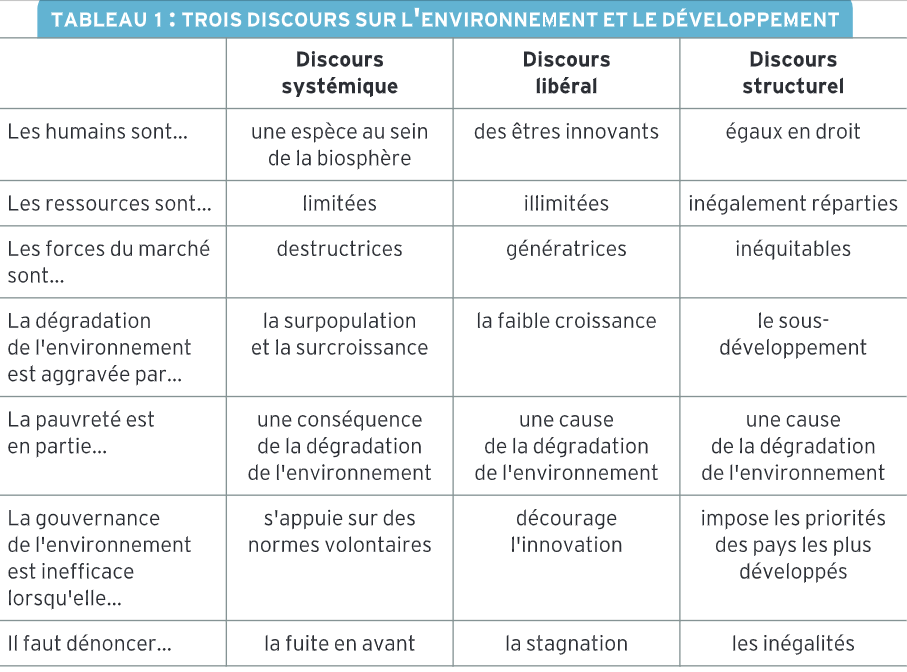 TABLEAU 1 : TROIS DISCOURS SUR L'ENVIRONNEMENT ET LE DÉVELOPPEMENT
Discours systémique
Discours libéral
Discours structurel
Les humains sont...
une espèce au sein
de la biosphère
des êtres innovants
égaux en droit
Les ressources sont...
limitées
illimitées
inégalement réparties
Les forces du marché
sont...
destructrices
génératrices
inéquitables
La dégradation
de l'environnement
est aggravée par...
la surpopulation
et la surcroissance
la faible croissance
le sous-
développement
La pauvreté est
en partie...
une conséquence
de la dégradation
de l'environnement
une cause
de la dégradation
de l'environnement
une cause
de la dégradation
de l'environnement
La gouvernance
de l'environnement
est inefficace
lorsqu'elle...
s'appuie sur des
normes volontaires
décourage
l'innovation
impose les priorités
des pays les plus
développés
Il faut dénoncer...
la fuite en avant
la stagnation
les inégalités